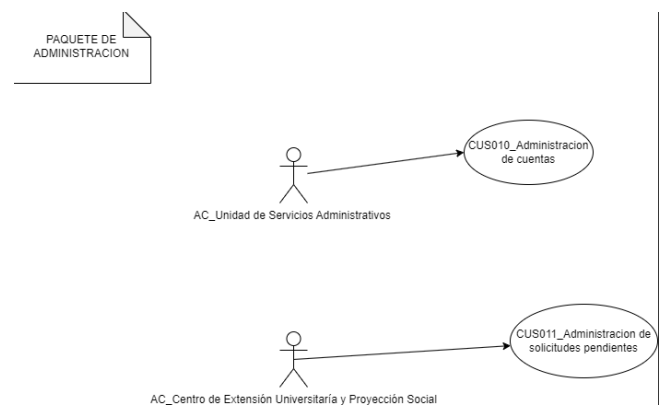 PAQUETE DE
ADMINISTRACION
CUS010_Administracion
de cuentas
AC_Unidad de Servicios Administrativos
CUS011_Administracion de
solicitudes pendientes
AC_Centro de Extensión Universitaría y Proyección Social